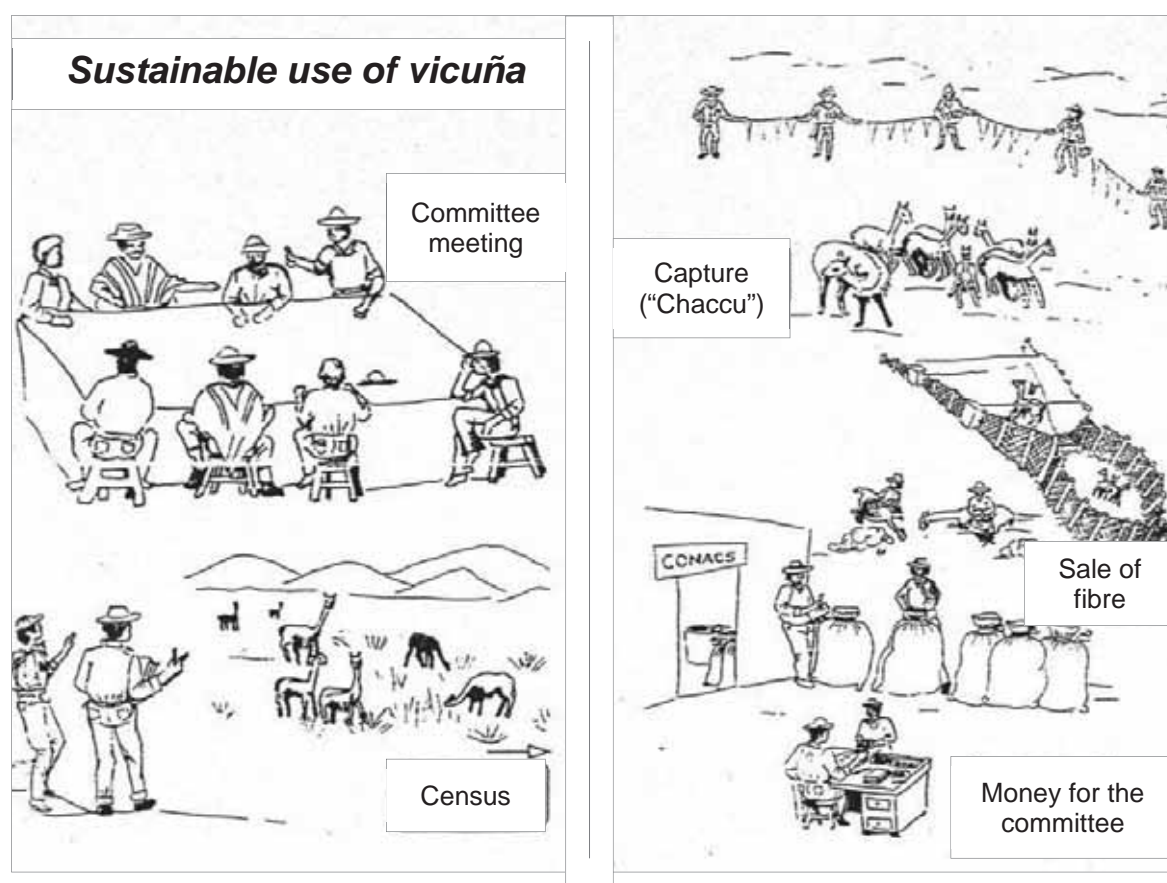 Sustainable use of vicuña
Committee
meeting
Census
Capture
(“Chaccu”)
CONACS
Sale of
fibre
Money for the
committee